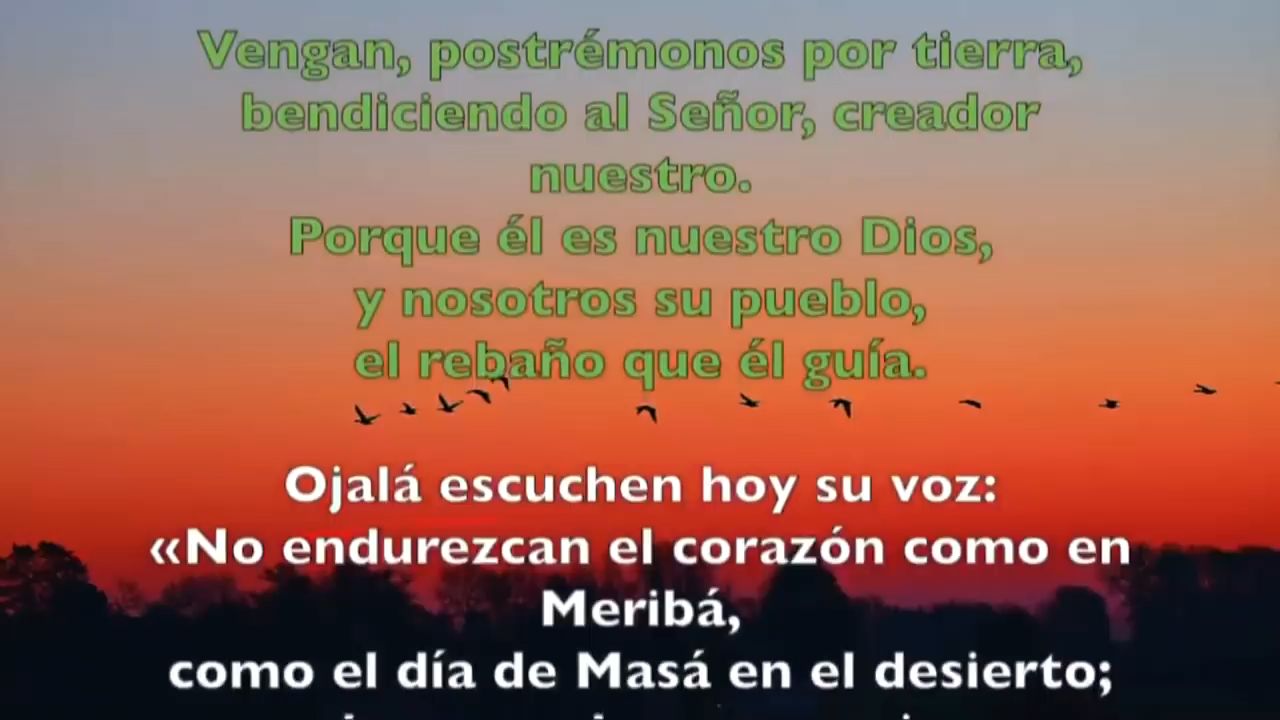 Vengan, postrémonos por tierra,
bendiciendo al Señor, creador
nuestro.
Porque él es nuestro Dios,
y nosotros su pueblo,
el rebaño que él guía.
Ojalá escuchen hoy su voz:
«No endurezcan el corazón como en
Meribá,
como el día de Masá en el desierto;